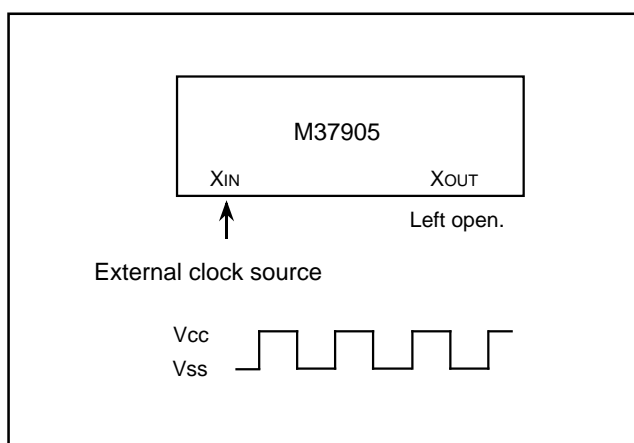 M37905
XIN XOUT
Left open.
External clock source
Vcc
Vss